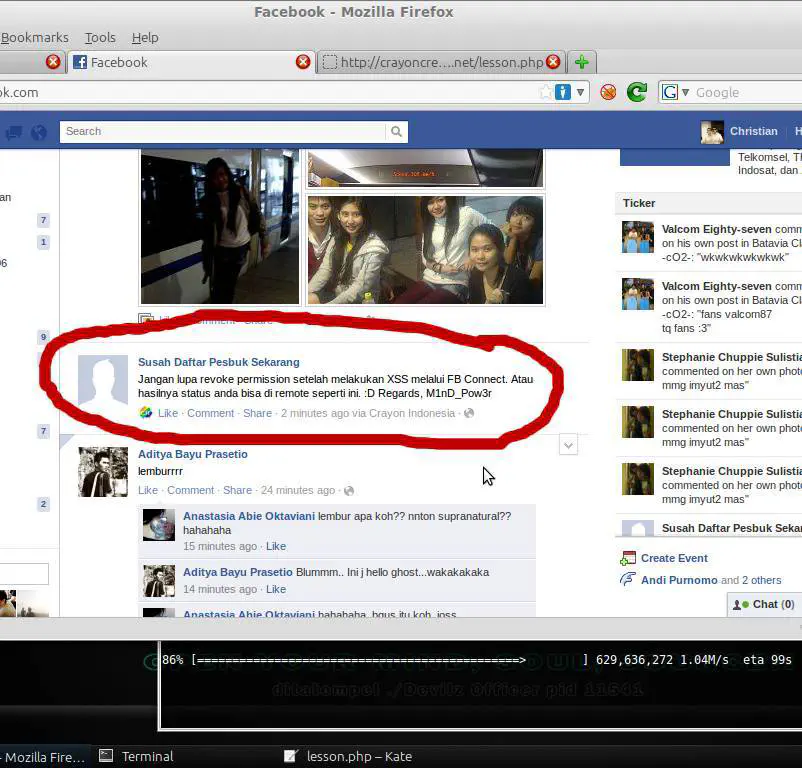 Facebook - Mozilla Firefox
Bookmarks Tools Help
Facebook
http://crayoncre....net/lesson.php
ok.com
Google
Search
Christian
Telkomsel,
Indosat, dan
an
7
1
06
9
7
2
Ticker
Valcom Eighty-seven
on his own post in Batavia
-cO2-: "wkwkwkwkwkwk"
Valcom Eighty-seven
on his own post in Batavia
-cO2-: "fans valcom87
tq fans :3"
Stephanie Chuppie
commented on her own
mmg imyut2 mas"
Stephanie Chuppie
commented on her own
mmg imyut2 mas"
Stephanie Chuppie
commented on her own
mmg imyut2 mas"
Susah Daftar Pesbuk
Create Event
Andi Purnomo and 2 others
Chat (0)
Susah Daftar Pesbuk Sekarang
Jangan lupa revoke permission setelah melakukan XSS melalui FB Connect. Atau
hasilnya status anda bisa di remote seperti ini. :D Regards, M1nD_Pow3r
Like · Comment · Share · 2 minutes ago via Crayon Indonesia ·
Aditya Bayu Prasetio
lemburrrr
Like · Comment · Share · 24 minutes ago ·
Anastasia Abie Oktaviani lembur apa koh?? nnton supranatural??
hahahaha
15 minutes ago · Like
Aditya Bayu Prasetio Blummm.. Ini j hello ghost...wakakakaka
14 minutes ago · Like
Anastasia Abie Oktaviani hahahaha. bgus itu koh. joss
86% [=================================================> ] 629,636,272 1.04M/s eta 99s
ditatompel ./Devilz Officer pid 11541
- Mozilla Fire...
Terminal
lesson.php – Kate